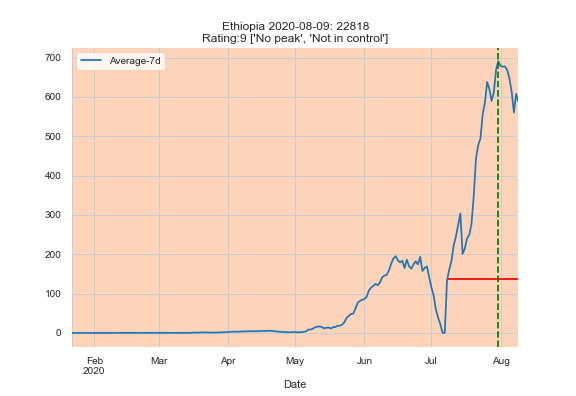 Ethiopia 2020-08-09: 22818
Rating:9 ['No peak', 'Not in control']
Average-7d
700
600
500
400
300
200
100
0
Feb
2020
Mar
Apr
May
Jun
Jul
Aug
Date